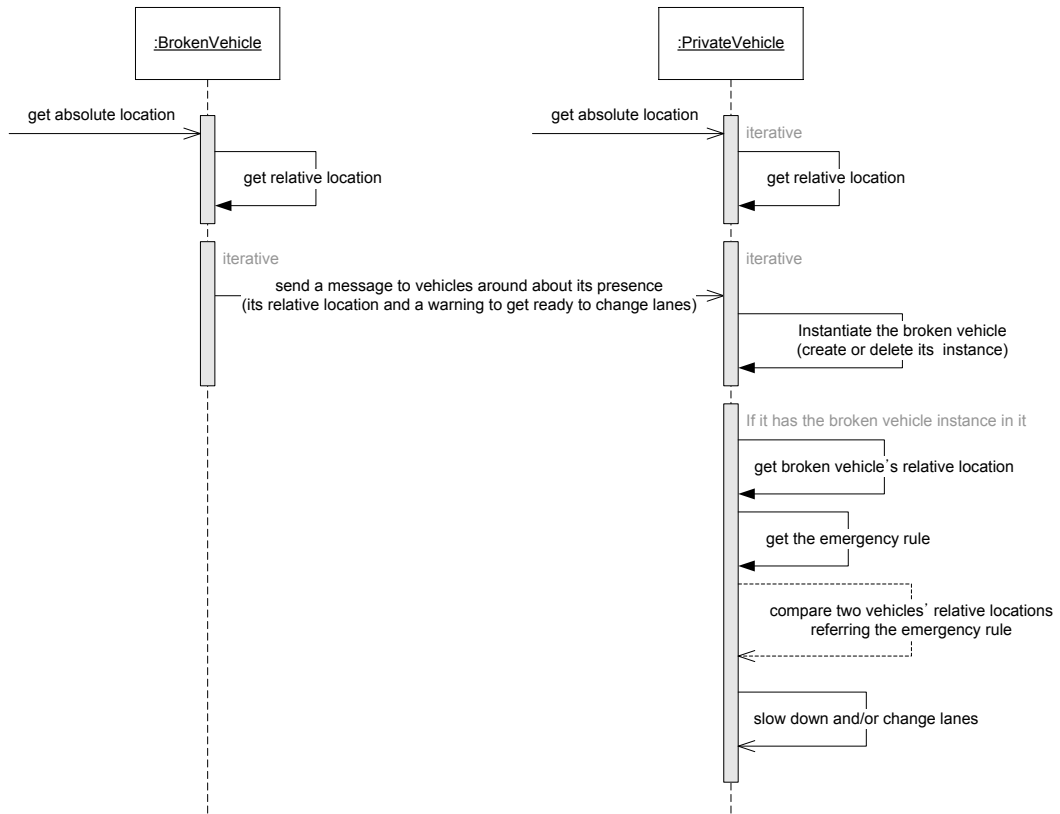 :BrokenVehicle
:PrivateVehicle
get absolute location
get absolute location
iterative
get relative location
get relative location
iterative
iterative
send a message to vehicles around about its presence
(its relative location and a warning to get ready to change lanes)
Instantiate the broken vehicle
(create or delete its instance)
If it has the broken vehicle instance in it
get broken vehicle's relative location
get the emergency rule
compare two vehicles' relative locations
referring the emergency rule
slow down and/or change lanes